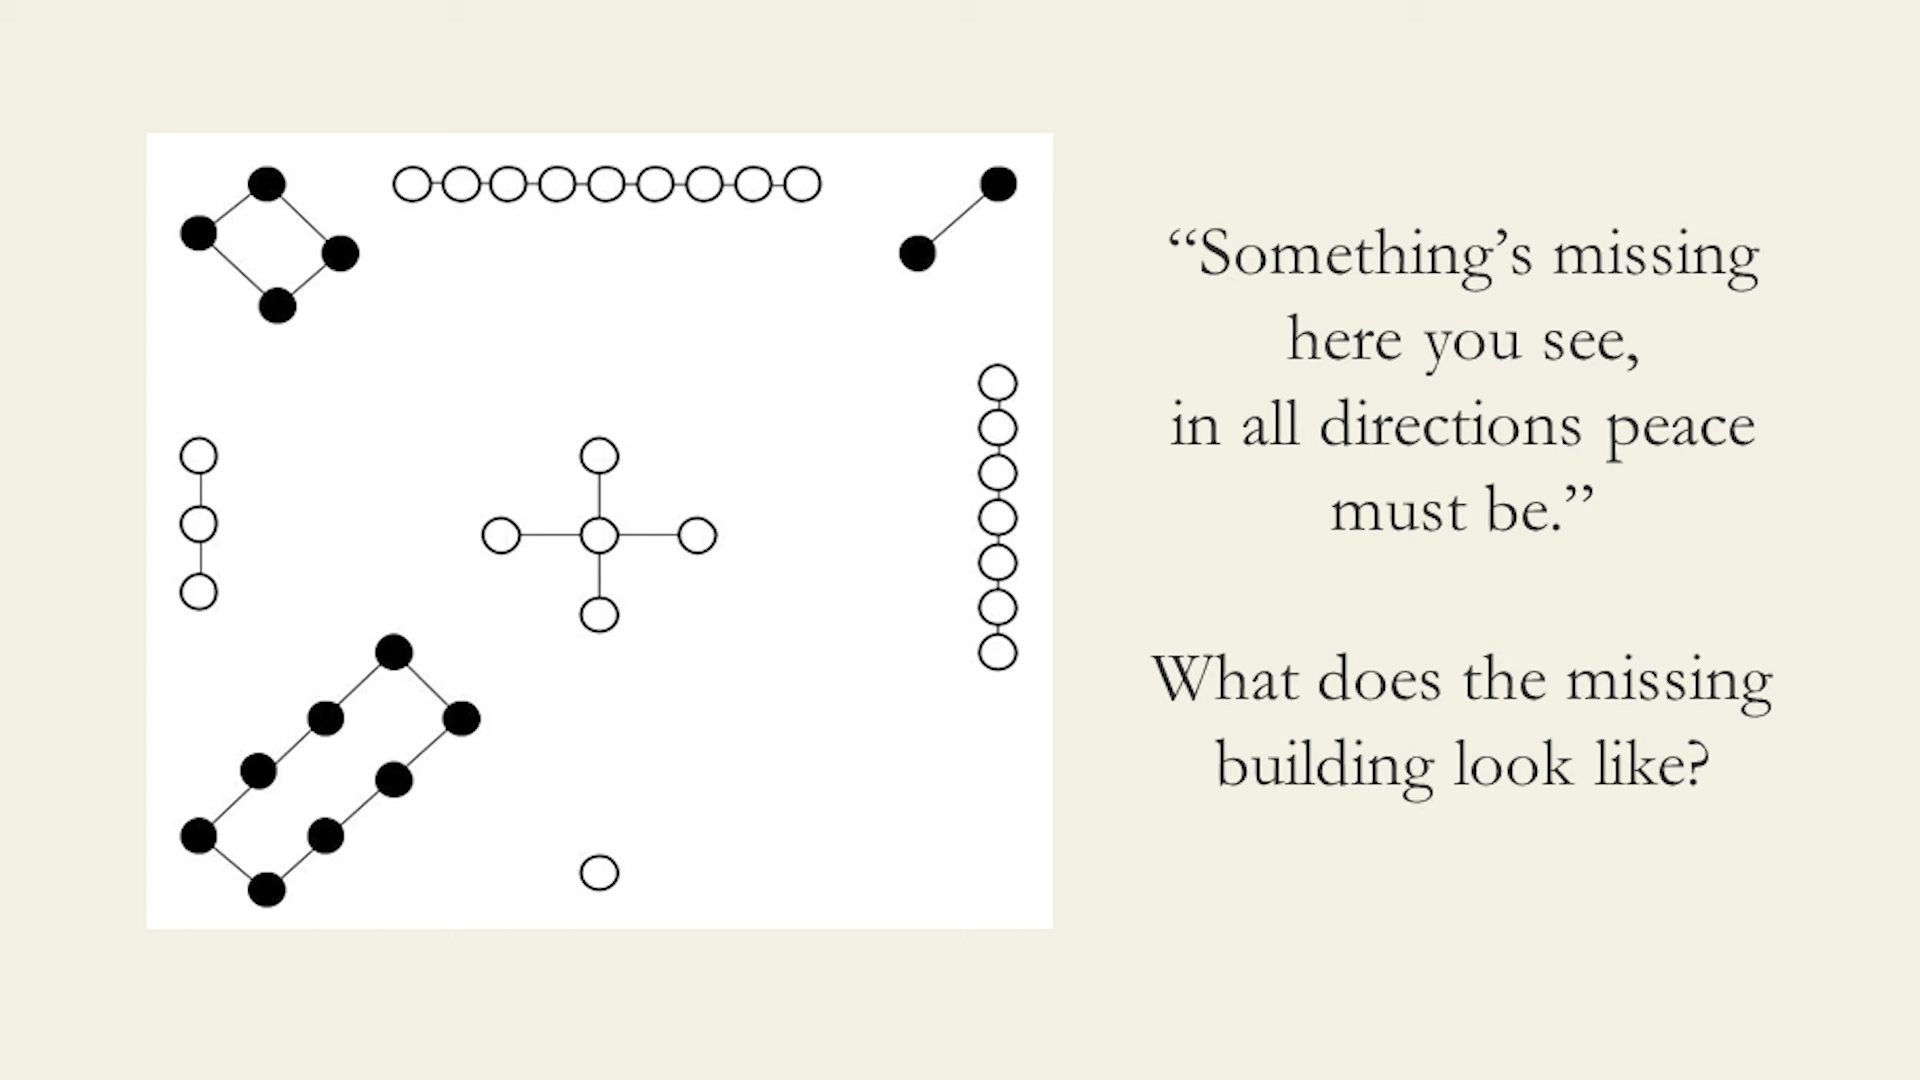 “Something’s missing
here you see,
in all directions peace
must be.”
What does the missing
building look like?